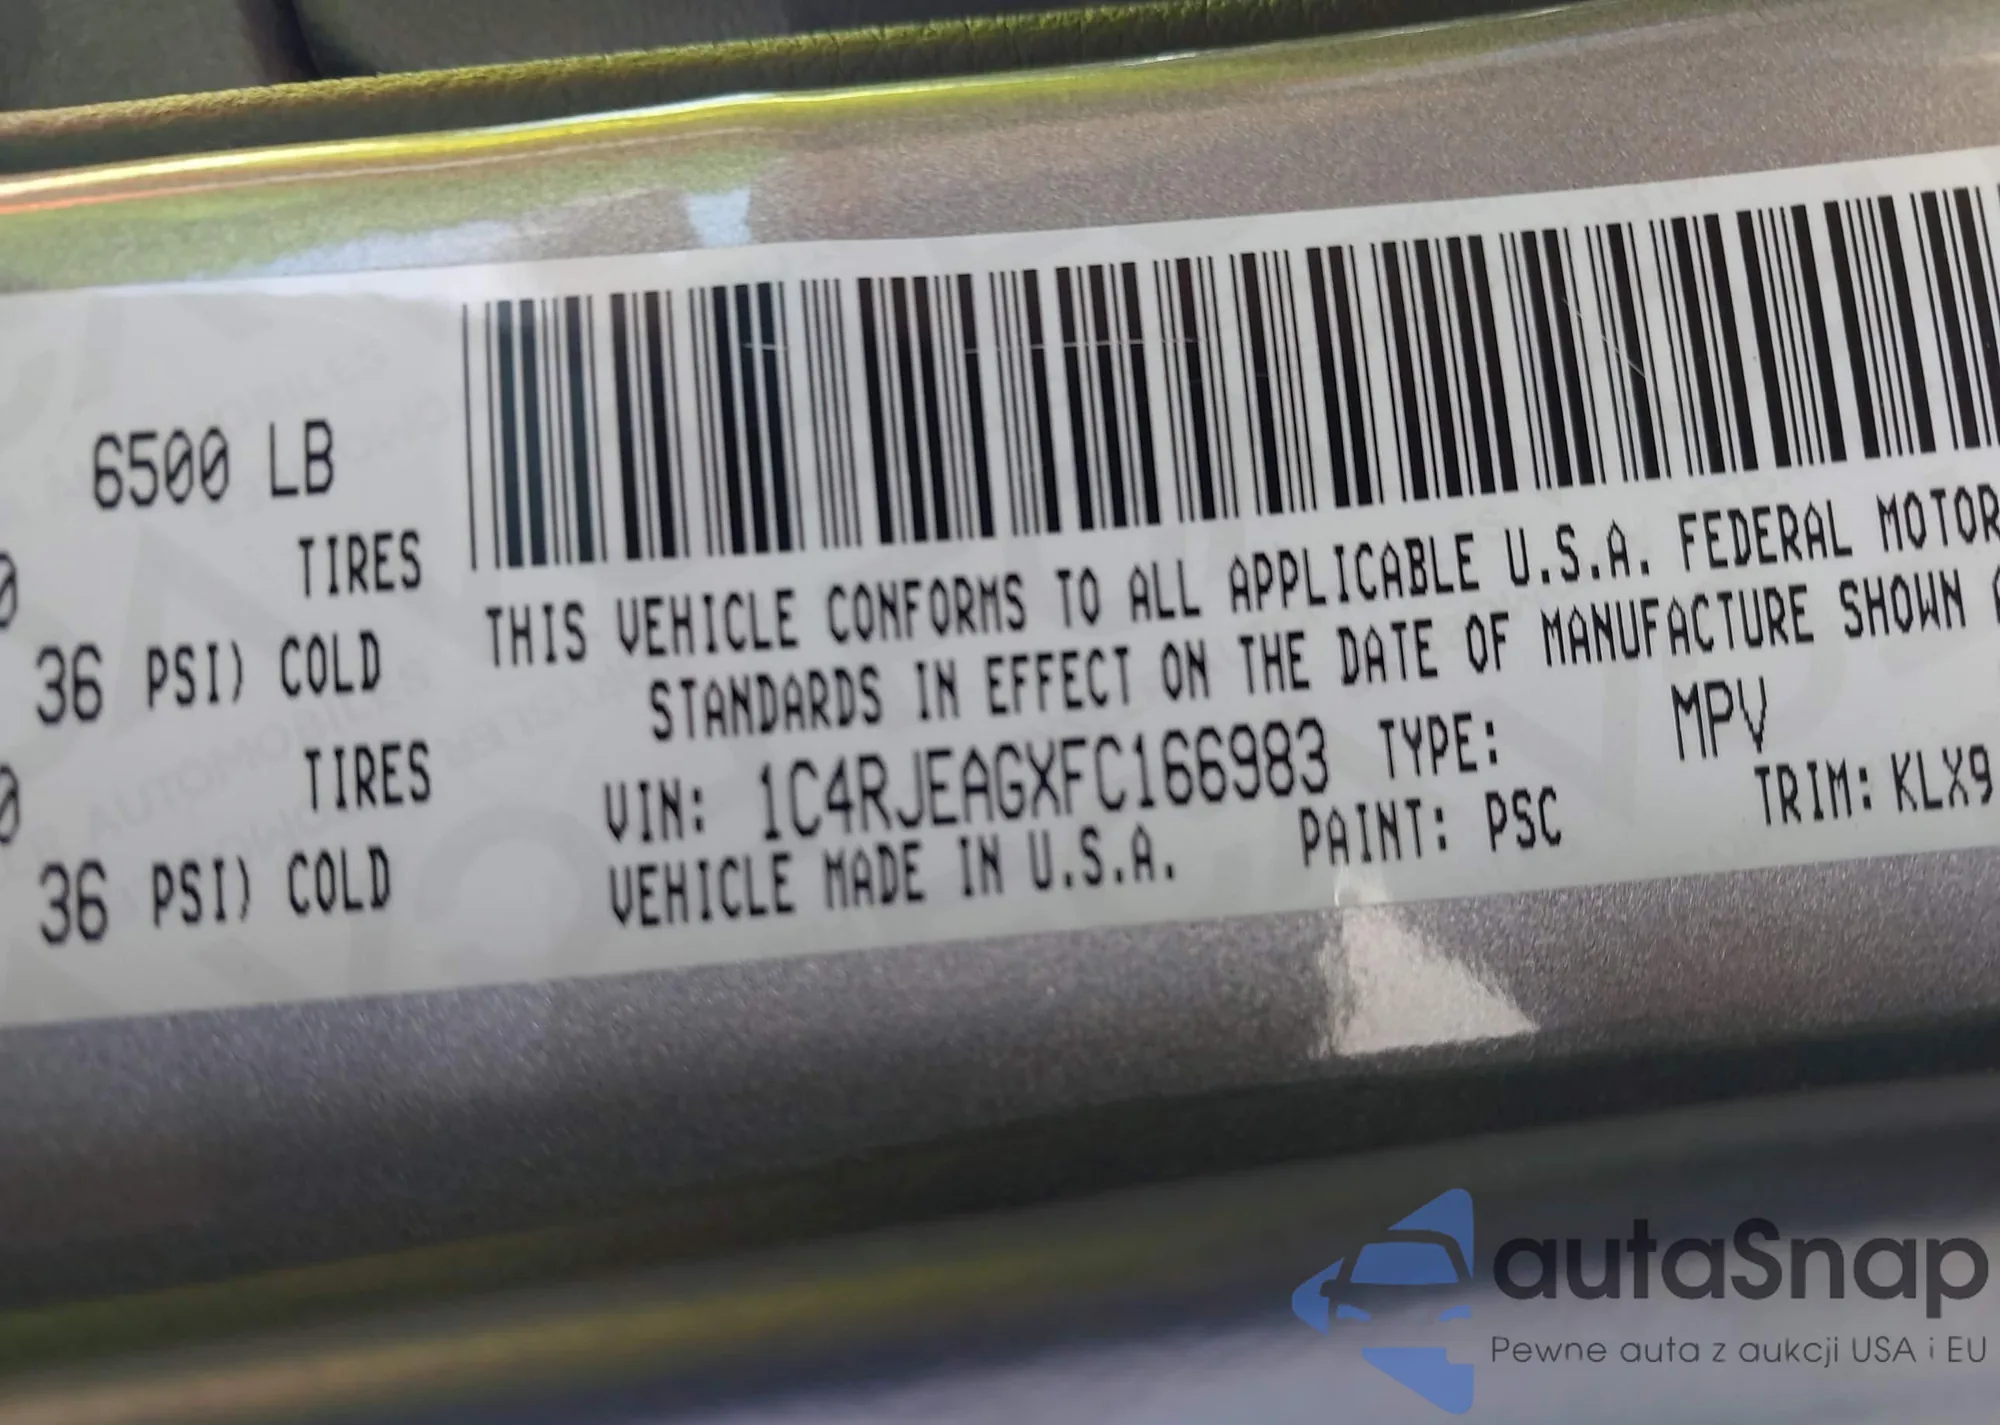 6500 LB
TIRES
36 PSI) COLD
TIRES
36 PSI) COLD
THIS VEHICLE CONFORMS TO ALL APPLICABLE U.S.A. FEDERAL MOTOR
STANDARDS IN EFFECT ON THE DATE OF MANUFACTURE SHOWN
VIN: 1C4RJEAGXFC166983 TYPE: MPV
VEHICLE MADE IN U.S.A. PAINT: PSC TRIM: KLX9
autaSnap
Pewne auta z aukcji USA i EU